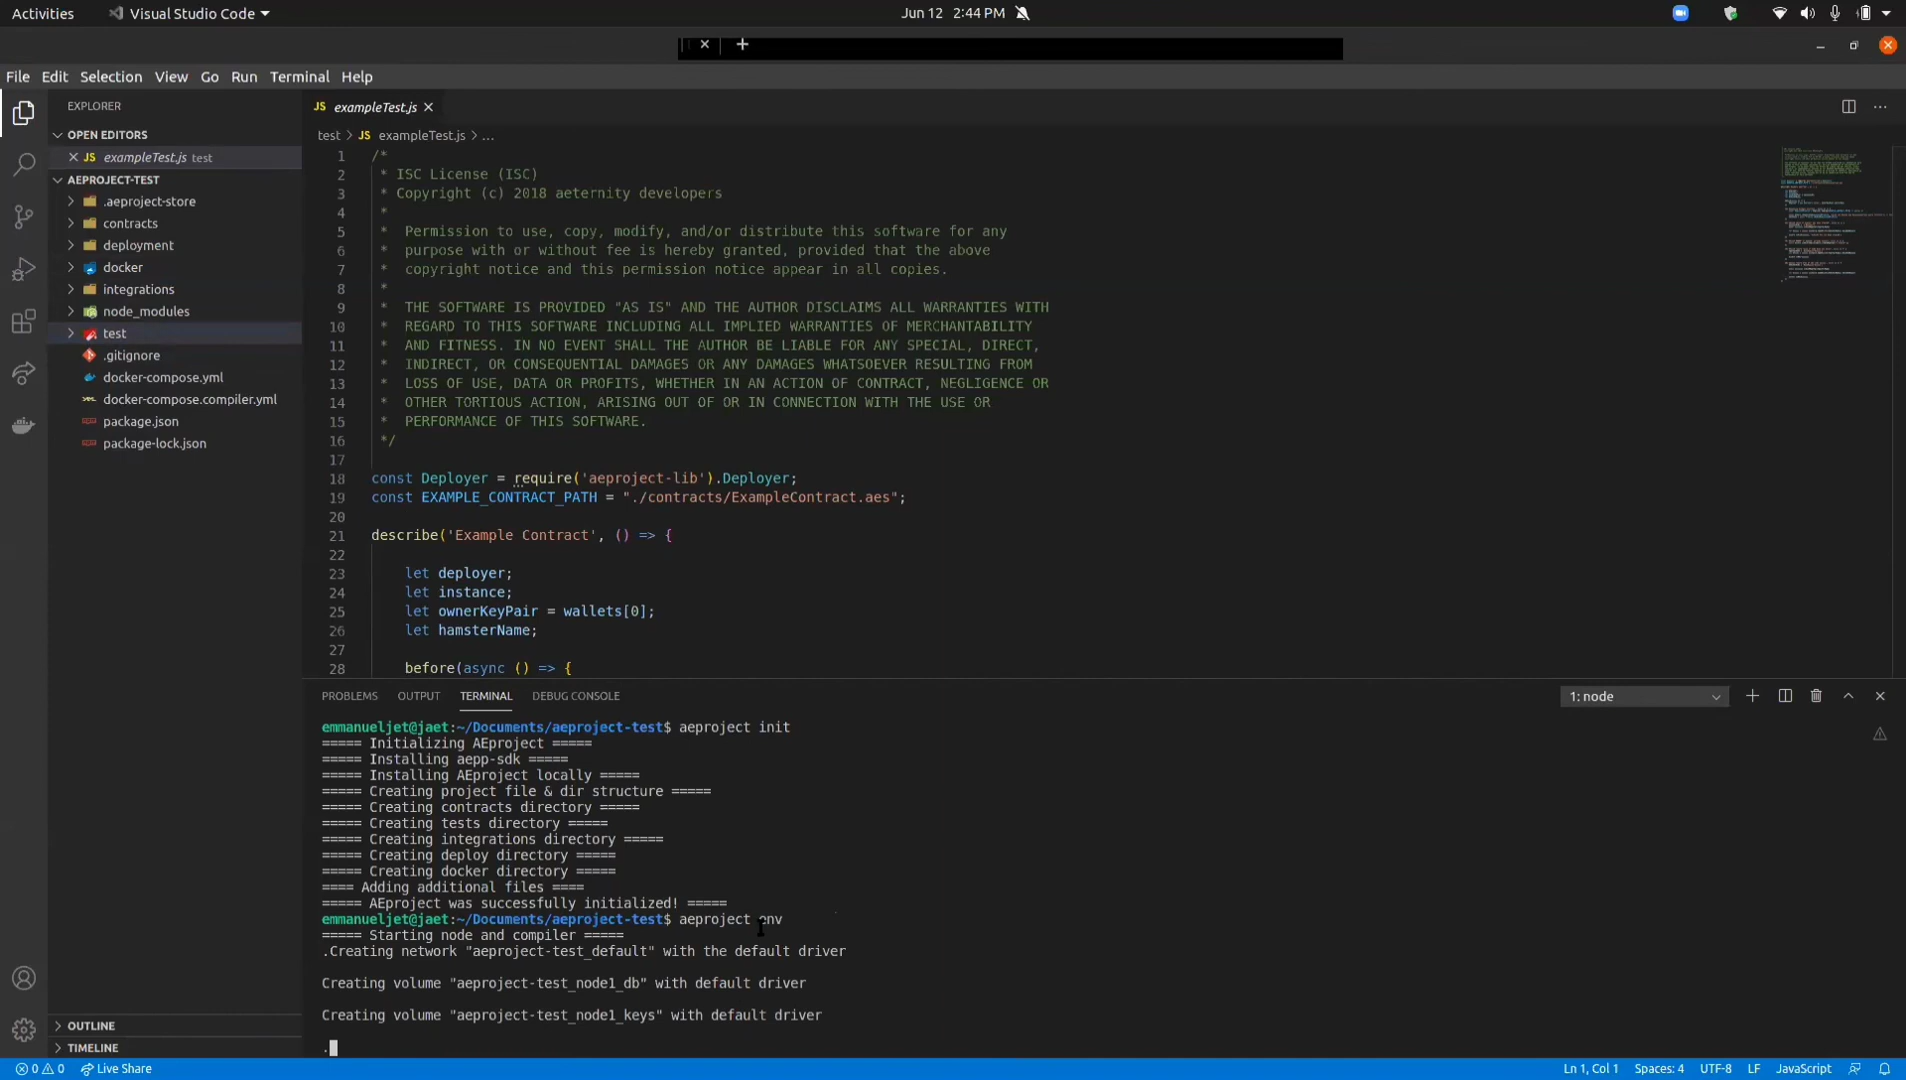 Activities
Visual Studio Code
Jun 12 2:44 PM
File Edit Selection View Go Run Terminal Help
EXPLORER
OPEN EDITORS
exampleTest.js test
AEPROJECT-TEST
.aeproject-store
contracts
deployment
docker
integrations
node_modules
test
.gitignore
docker-compose.yml
docker-compose.compiler.yml
package.json
package-lock.json
OUTLINE
TIMELINE
JS exampleTest.js
test > JS exampleTest.js > ...
1 /*
2 * ISC License (ISC)
3 * Copyright (c) 2018 aeternity developers
4 *
5 * Permission to use, copy, modify, and/or distribute this software for any
6 * purpose with or without fee is hereby granted, provided that the above
7 * copyright notice and this permission notice appear in all copies.
8 *
9 * THE SOFTWARE IS PROVIDED "AS IS" AND THE AUTHOR DISCLAIMS ALL WARRANTIES WITH
10 * REGARD TO THIS SOFTWARE INCLUDING ALL IMPLIED WARRANTIES OF MERCHANTABILITY
11 * AND FITNESS. IN NO EVENT SHALL THE AUTHOR BE LIABLE FOR ANY SPECIAL, DIRECT,
12 * INDIRECT, OR CONSEQUENTIAL DAMAGES OR ANY DAMAGES WHATSOEVER RESULTING FROM
13 * LOSS OF USE, DATA OR PROFITS, WHETHER IN AN ACTION OF CONTRACT, NEGLIGENCE OR
14 * OTHER TORTIOUS ACTION, ARISING OUT OF OR IN CONNECTION WITH THE USE OR
15 * PERFORMANCE OF THIS SOFTWARE.
16 */
17
18 const Deployer = require('aeproject-lib').Deployer;
19 const EXAMPLE_CONTRACT_PATH = "./contracts/ExampleContract.aes";
20
21 describe('Example Contract', () => {
22
23 let deployer;
24 let instance;
25 let ownerKeyPair = wallets[0];
26 let hamsterName;
27
28 before(async () => {
PROBLEMS OUTPUT TERMINAL DEBUG CONSOLE
1: node
emmanueljet@jaet:~/Documents/aeproject-test$ aeproject init
===== Initializing AEproject =====
===== Installing aepp-sdk =====
===== Installing AEproject locally =====
===== Creating project file & dir structure =====
===== Creating contracts directory =====
===== Creating tests directory =====
===== Creating integrations directory =====
===== Creating deploy directory =====
===== Creating docker directory =====
==== Adding additional files ====
===== AEproject was successfully initialized! =====
emmanueljet@jaet:~/Documents/aeproject-test$ aeproject env
===== Starting node and compiler =====
.Creating network "aeproject-test_default" with the default driver
Creating volume "aeproject-test_node1_db" with default driver
Creating volume "aeproject-test_node1_keys" with default driver
.
0 0 Live Share
Ln 1, Col 1 Spaces: 4 UTF-8 LF JavaScript